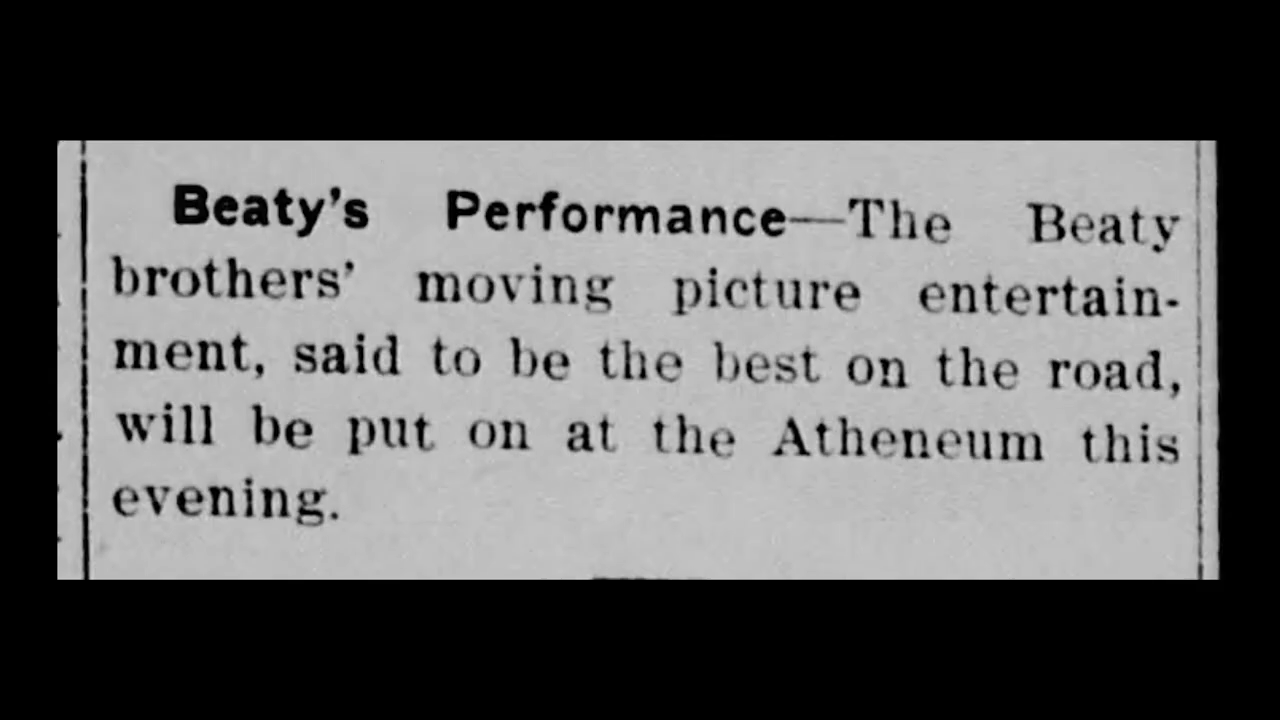 Beaty's Performance—The Beaty
brothers' moving picture entertain-
ment, said to be the best on the road,
will be put on at the Atheneum this
evening.